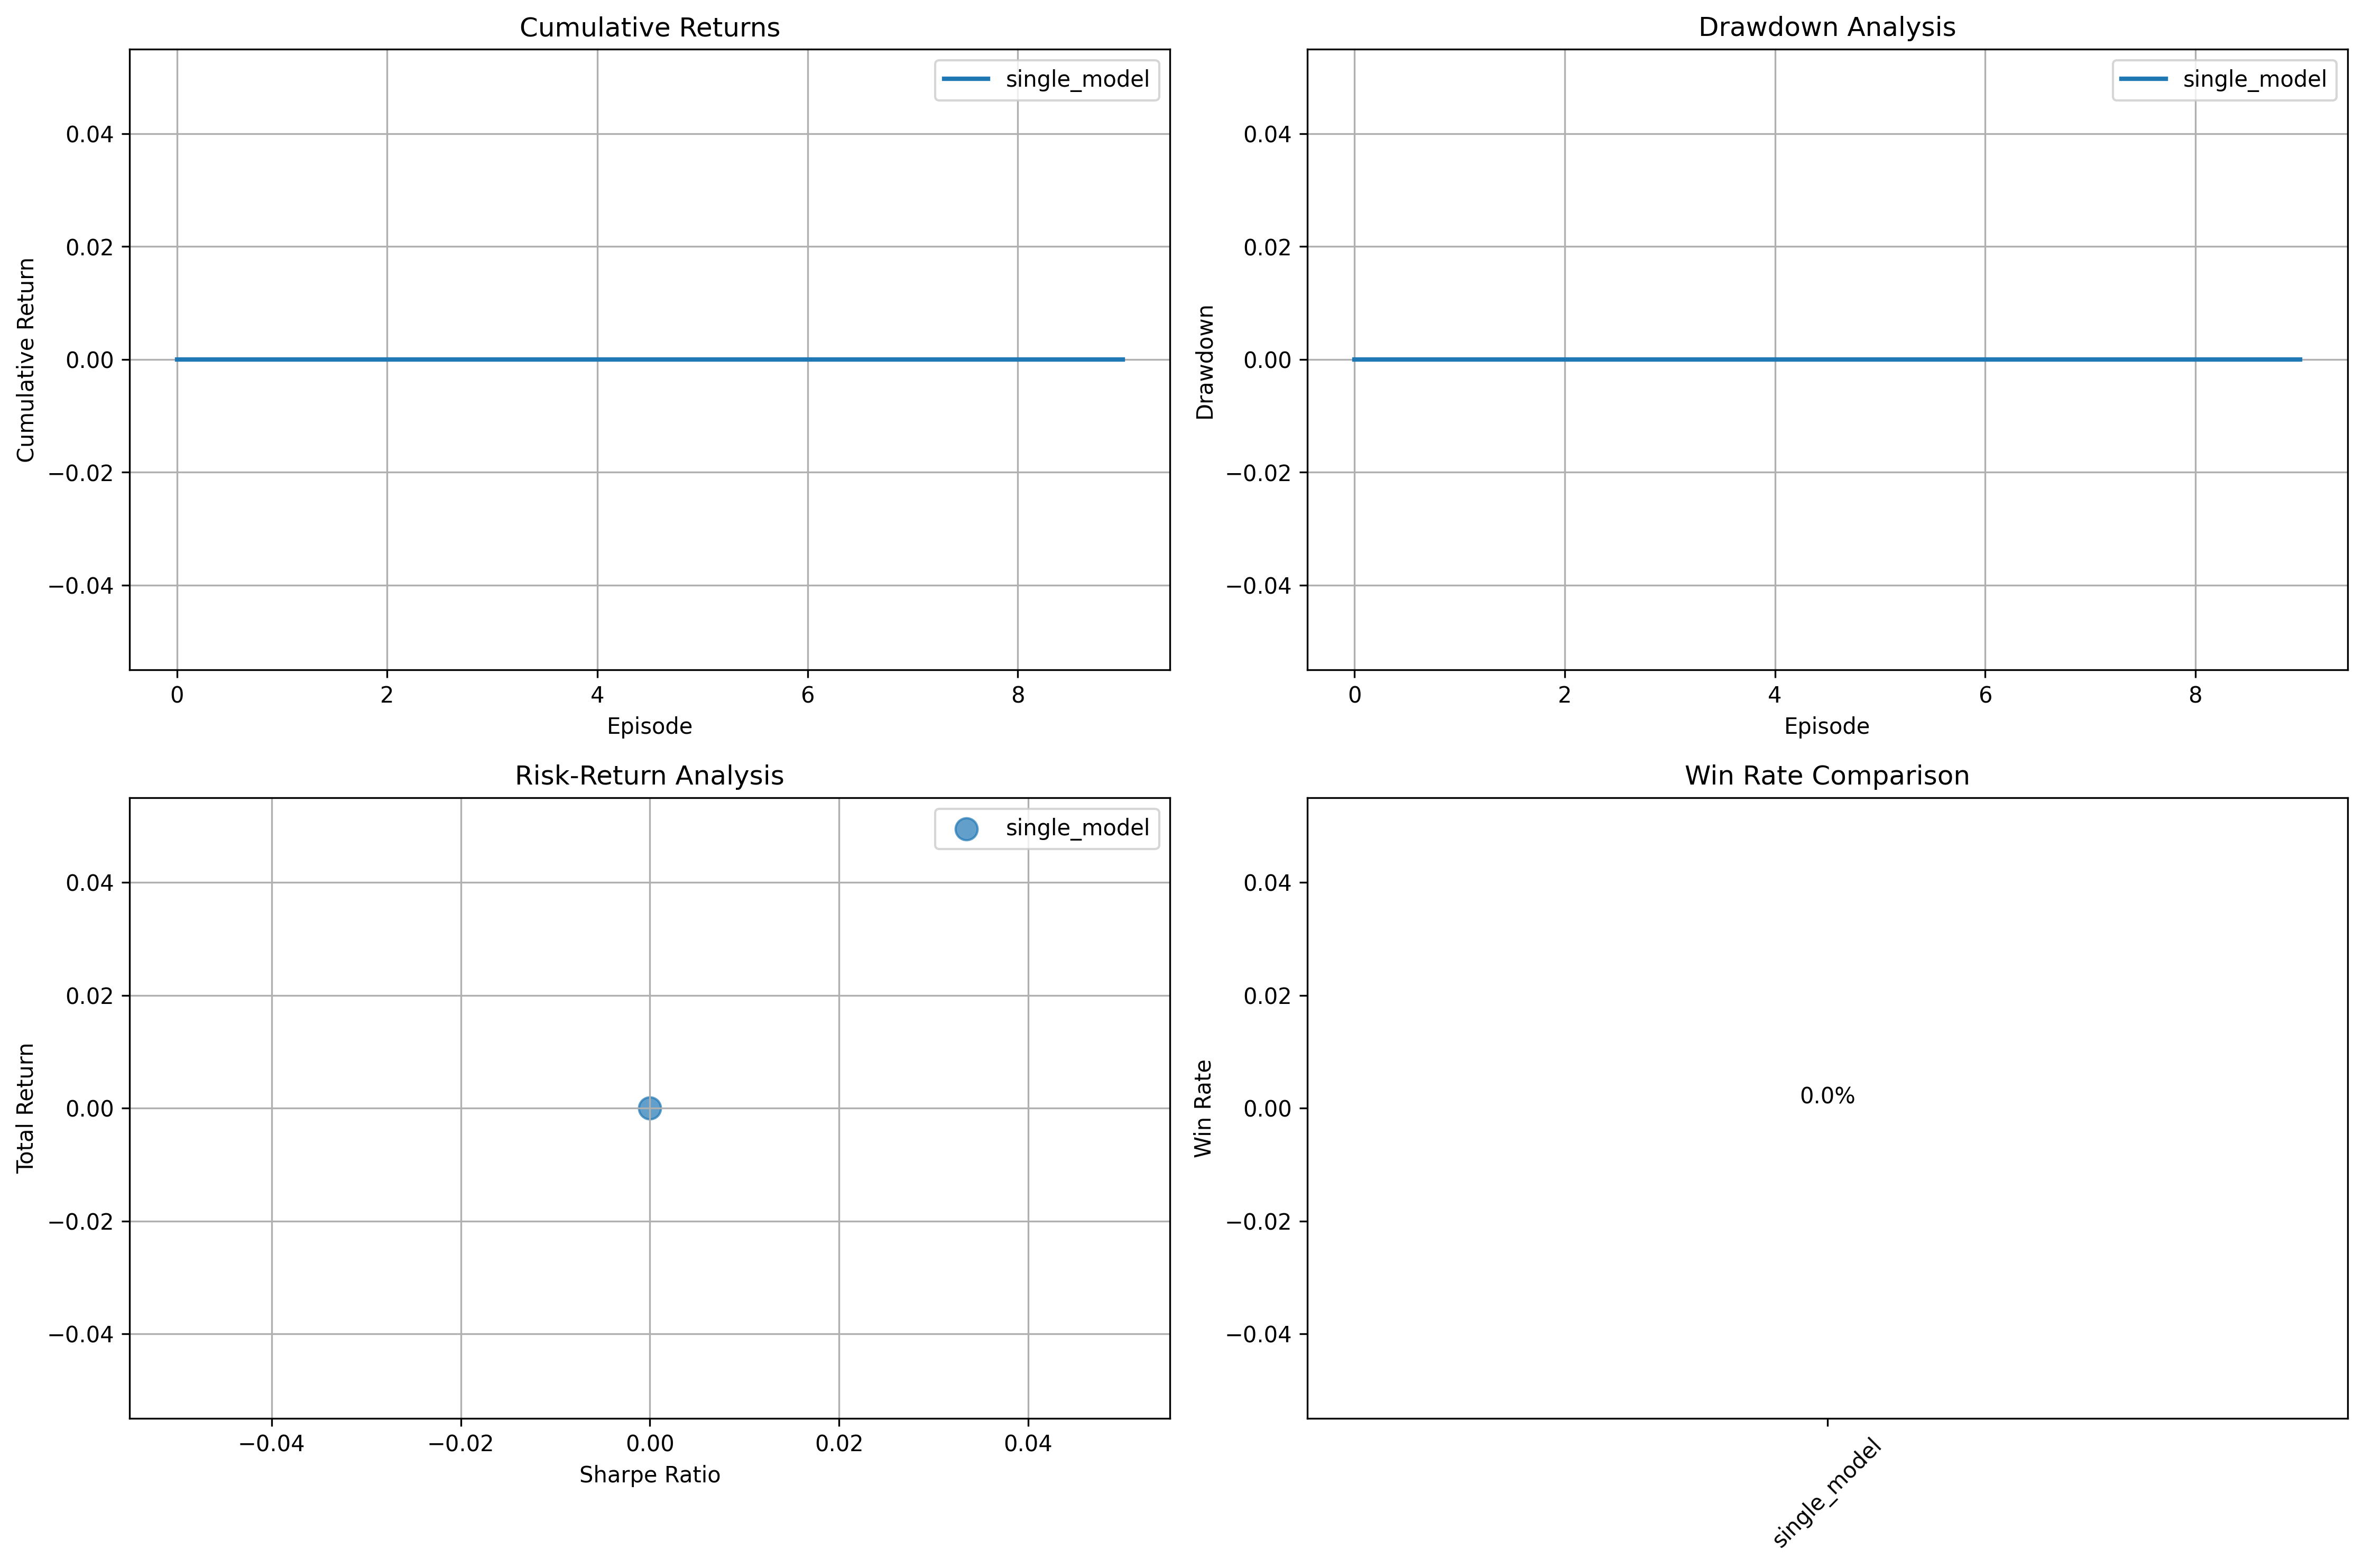 Cumulative Returns
single_model
0.04
0.02
0.00
−0.02
−0.04
Cumulative Return
0 2 4 6 8
Episode
Drawdown Analysis
single_model
0.04
0.02
0.00
−0.02
−0.04
Drawdown
0 2 4 6 8
Episode
Risk-Return Analysis
single_model
0.04
0.02
0.00
−0.02
−0.04
Total Return
−0.04 −0.02 0.00 0.02 0.04
Sharpe Ratio
Win Rate Comparison
0.04
0.02
0.00
−0.02
−0.04
Win Rate
0.0%
single_model